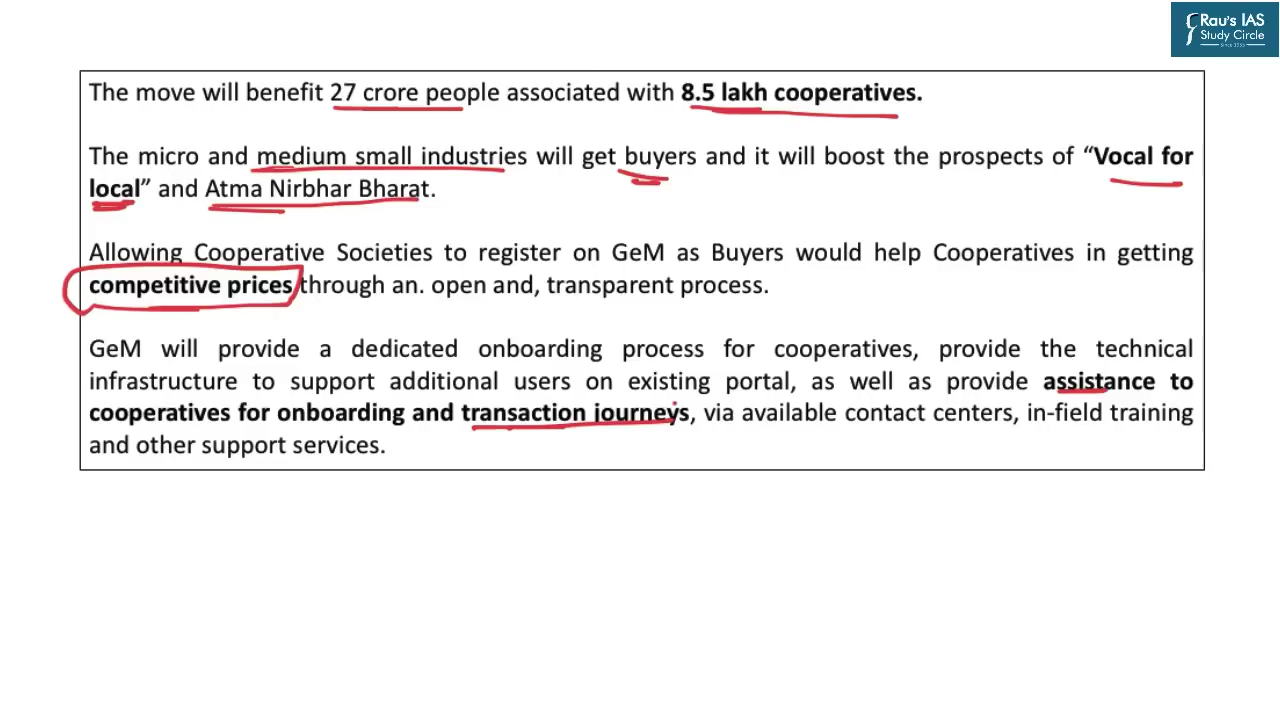 Rau's IAS
Study Circle
Since 1953
The move will benefit 27 crore people associated with 8.5 lakh cooperatives.
The micro and medium small industries will get buyers and it will boost the prospects of “Vocal for
local” and Atma Nirbhar Bharat.
Allowing Cooperative Societies to register on GeM as Buyers would help Cooperatives in getting
competitive prices through an. open and, transparent process.
GeM will provide a dedicated onboarding process for cooperatives, provide the technical
infrastructure to support additional users on existing portal, as well as provide assistance to
cooperatives for onboarding and transaction journeys, via available contact centers, in-field training
and other support services.